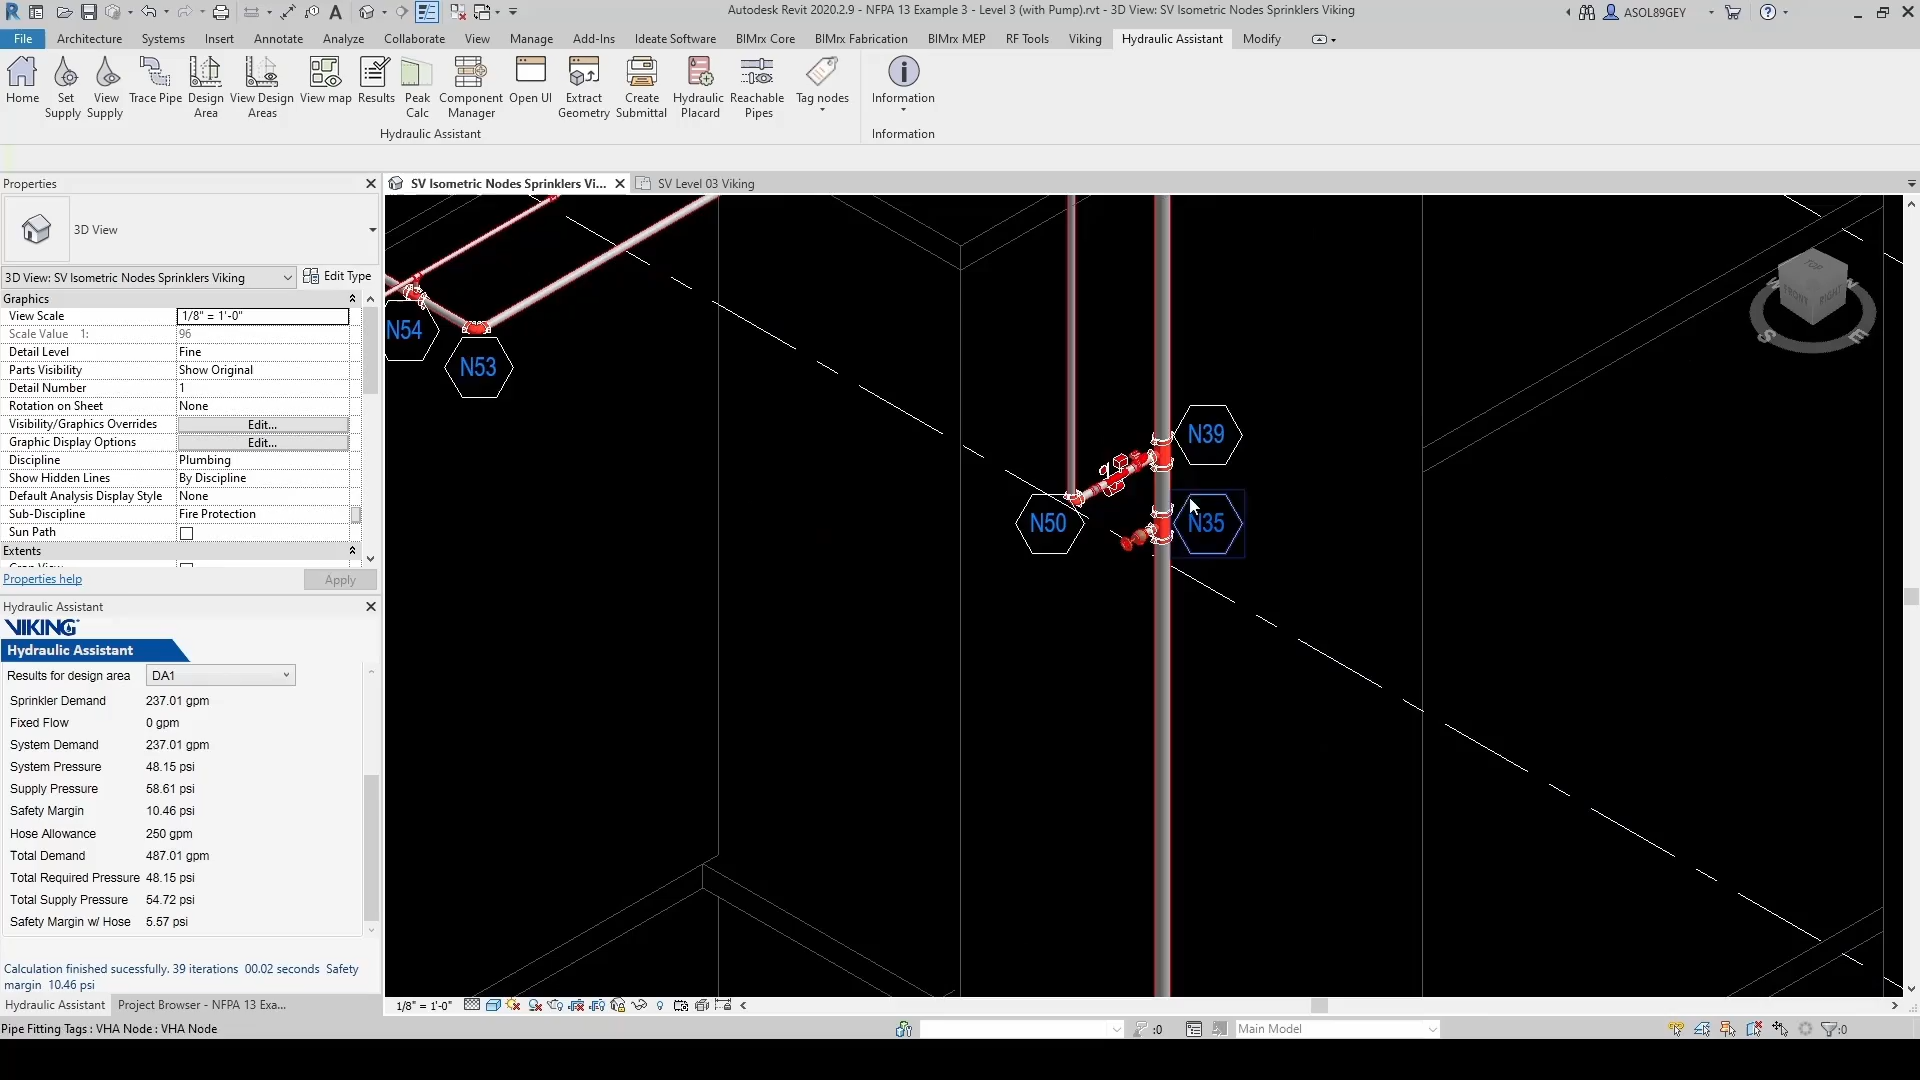 Autodesk Revit 2020.2.9 - NFPA 13 Example 3 - Level 3 (with Pump).rvt - 3D View: SV Isometric Nodes Sprinklers Viking
ASOL89GEY
File Architecture Systems Insert Annotate Analyze Collaborate View Manage Add-Ins Ideate Software BIMrx Core BIMrx Fabrication BIMrx MEP RF Tools Viking Hydraulic Assistant Modify
Home Set Supply View Supply Trace Pipe Design Area View Design Areas View map Results Peak Calc Component Manager Open UI Extract Geometry Create Submittal Hydraulic Placard Reachable Pipes Tag nodes Information
Hydraulic Assistant Information
Properties
SV Isometric Nodes Sprinklers Vi... SV Level 03 Viking
3D View
3D View: SV Isometric Nodes Sprinklers Viking Edit Type
Graphics
View Scale 1/8" = 1'-0"
Scale Value 1: 96
Detail Level Fine
Parts Visibility Show Original
Detail Number 1
Rotation on Sheet None
Visibility/Graphics Overrides Edit...
Graphic Display Options Edit...
Discipline Plumbing
Show Hidden Lines By Discipline
Default Analysis Display Style None
Sub-Discipline Fire Protection
Sun Path
Extents
Properties help Apply
Hydraulic Assistant
VIKING
Hydraulic Assistant
Results for design area DA1
Sprinkler Demand 237.01 gpm
Fixed Flow 0 gpm
System Demand 237.01 gpm
System Pressure 48.15 psi
Supply Pressure 58.61 psi
Safety Margin 10.46 psi
Hose Allowance 250 gpm
Total Demand 487.01 gpm
Total Required Pressure 48.15 psi
Total Supply Pressure 54.72 psi
Safety Margin w/ Hose 5.57 psi
Calculation finished sucessfully. 39 iterations 00.02 seconds Safety
margin 10.46 psi
Hydraulic Assistant Project Browser - NFPA 13 Exa...
N54
N53
N39
N50
N35
TOP
FRONT
RIGHT
S
E
1/8" = 1'-0"
Pipe Fitting Tags : VHA Node : VHA Node
:0 Main Model :0